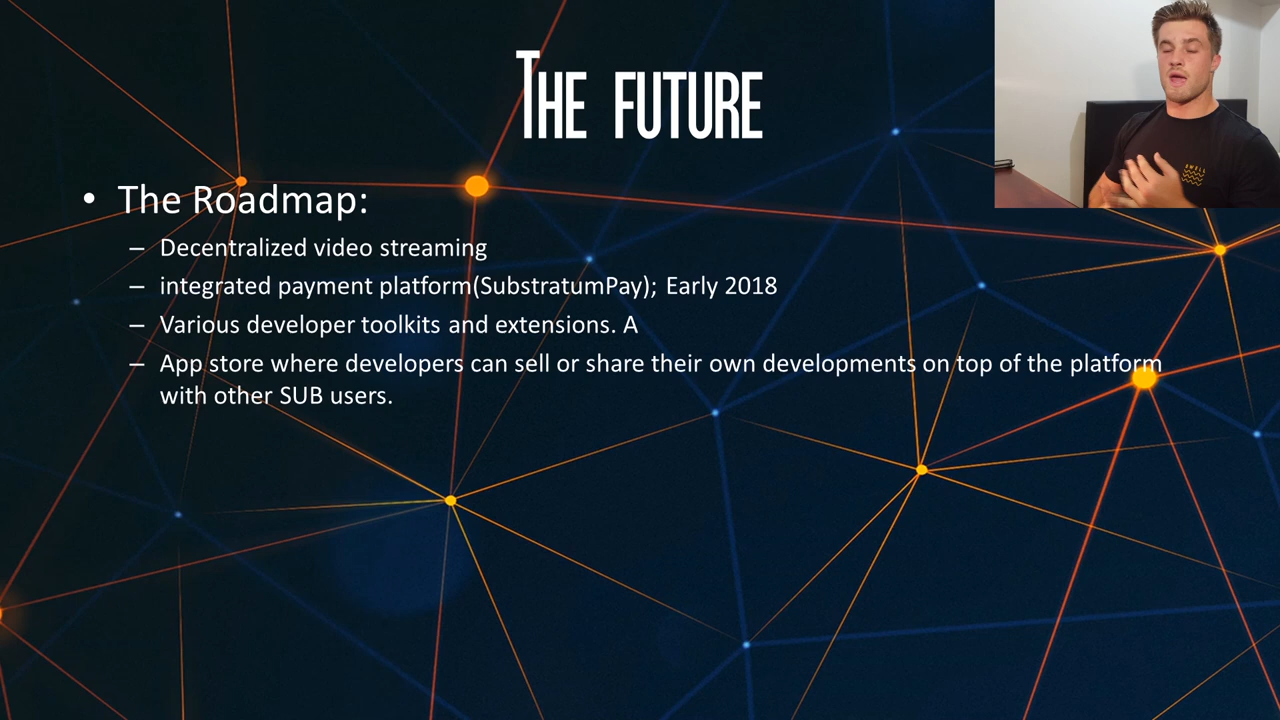 The future
• The Roadmap:
– Decentralized video streaming
– integrated payment platform(SubstratumPay); Early 2018
– Various developer toolkits and extensions. A
– App store where developers can sell or share their own developments on top of the platform
with other SUB users.